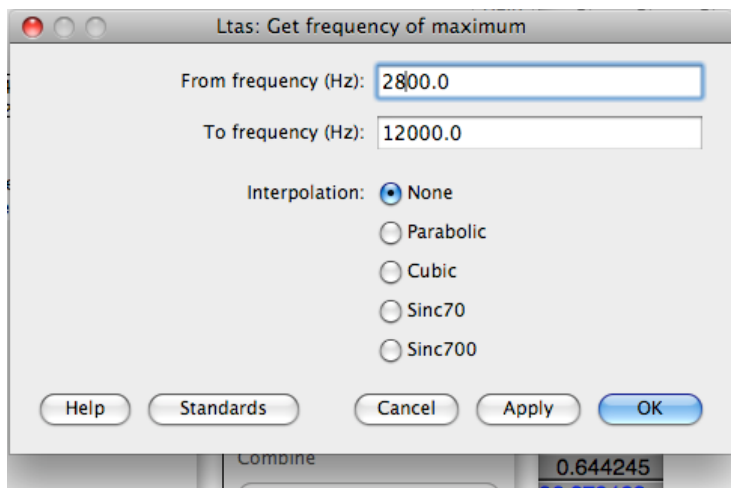 Ltas: Get frequency of maximum
From frequency (Hz): 2800.0
To frequency (Hz): 12000.0
Interpolation: None
Parabolic
Cubic
Sinc70
Sinc700
Help Standards Cancel Apply OK
Combine
0.644245